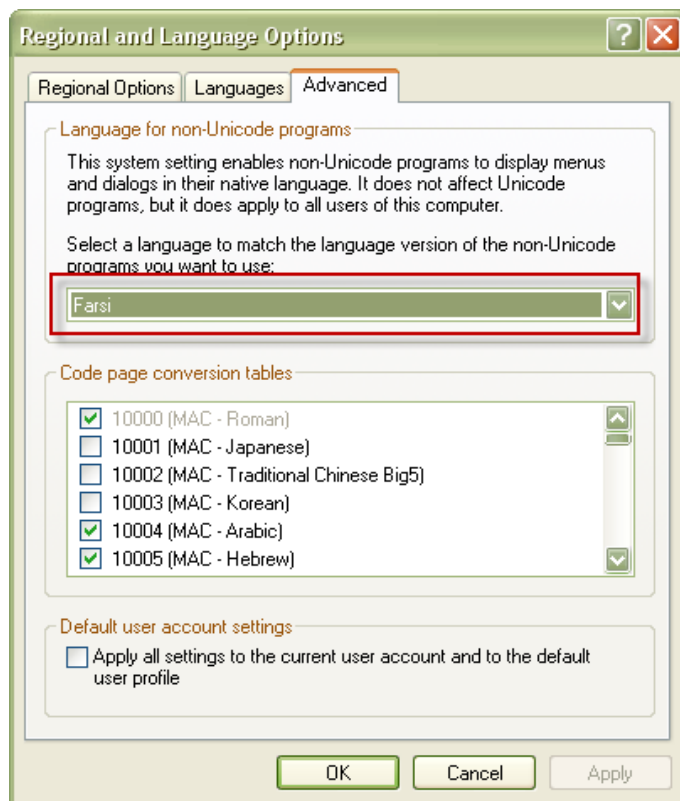 Regional and Language Options
Regional Options
Languages
Advanced
Language for non-Unicode programs
This system setting enables non-Unicode programs to display menus
and dialogs in their native language. It does not affect Unicode
programs, but it does apply to all users of this computer.
Select a language to match the language version of the non-Unicode
programs you want to use:
Farsi
Code page conversion tables
10000 (MAC - Roman)
10001 (MAC - Japanese)
10002 (MAC - Traditional Chinese Big5)
10003 (MAC - Korean)
10004 (MAC - Arabic)
10005 (MAC - Hebrew)
Default user account settings
Apply all settings to the current user account and to the default
user profile
OK
Cancel
Apply